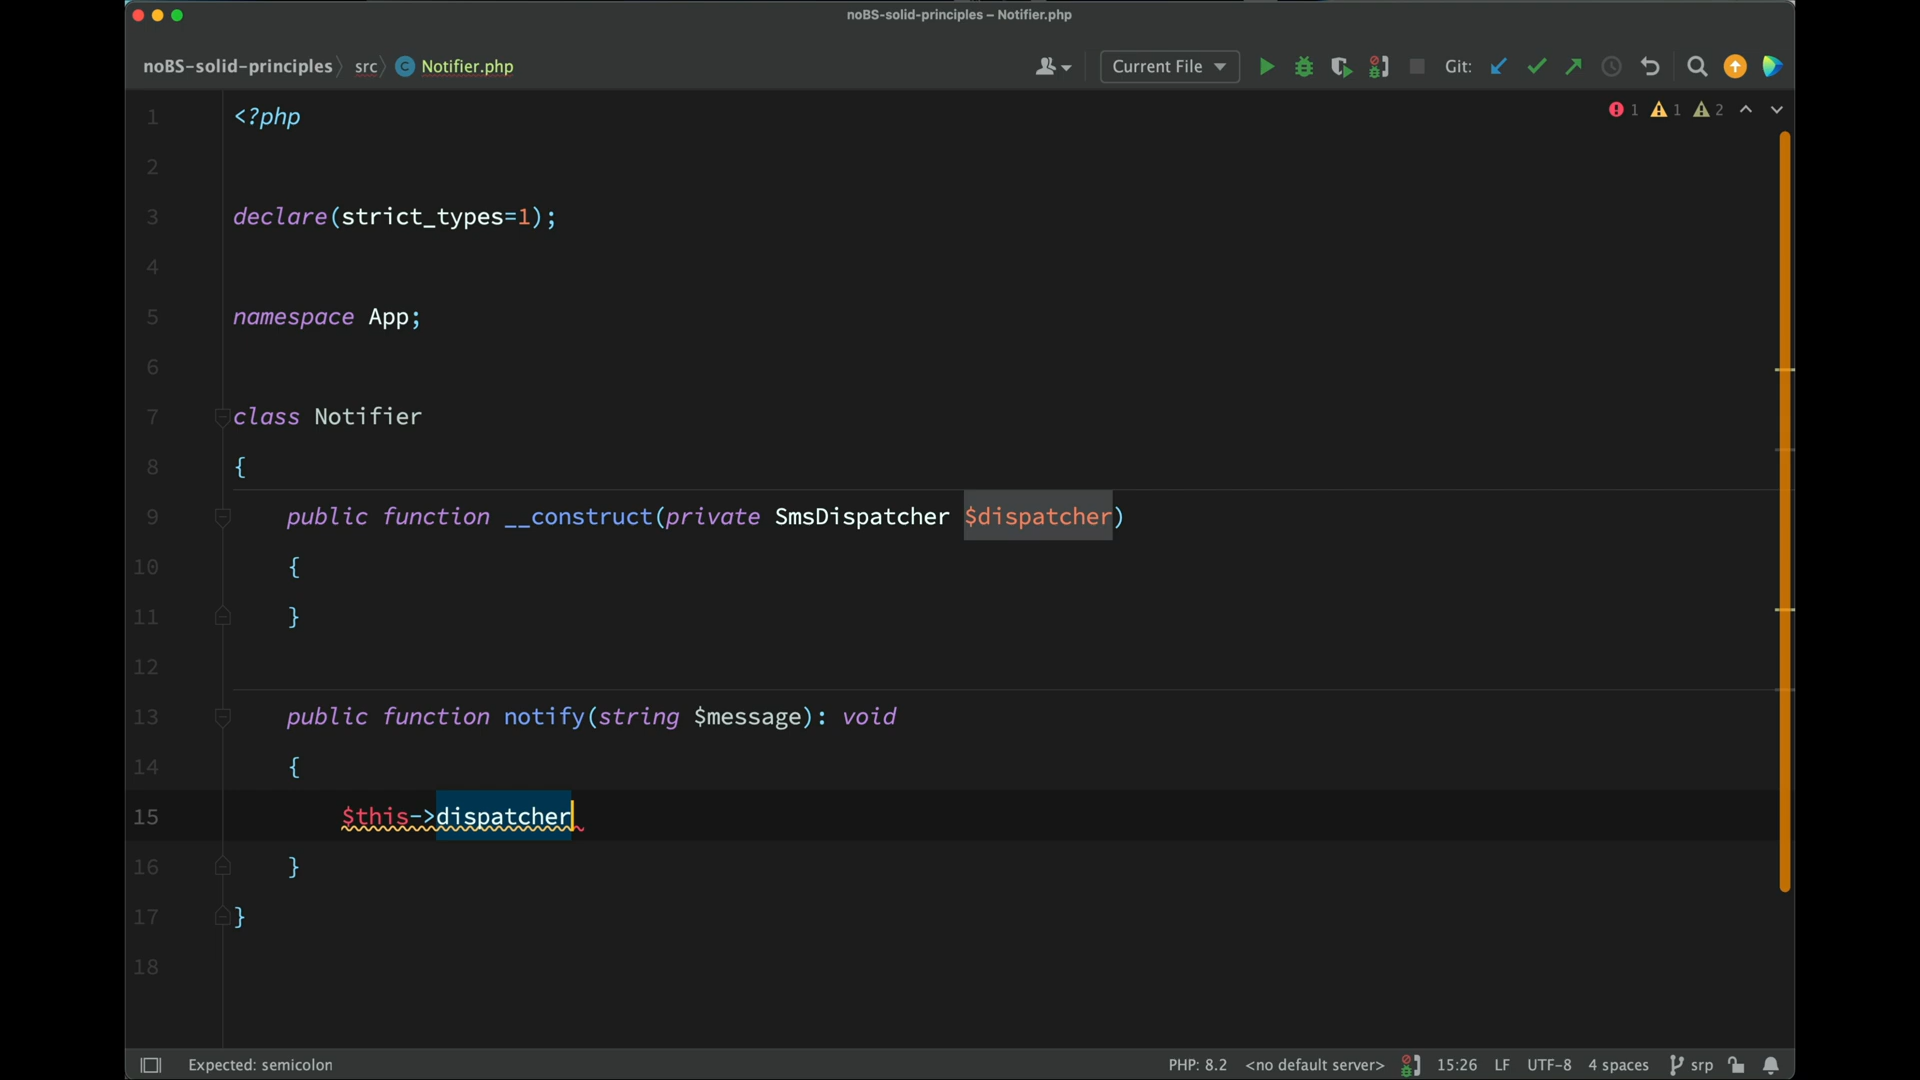 noBS-solid-principles – Notifier.php
noBS-solid-principles src Notifier.php Current File Git:
1 <?php 1 1 2
2
3 declare(strict_types=1);
4
5 namespace App;
6
7 class Notifier
8 {
9 public function __construct(private SmsDispatcher $dispatcher)
10 {
11 }
12
13 public function notify(string $message): void
14 {
15 $this->dispatcher
16 }
17 }
18
Expected: semicolon PHP: 8.2 <no default server> 15:26 LF UTF-8 4 spaces srp